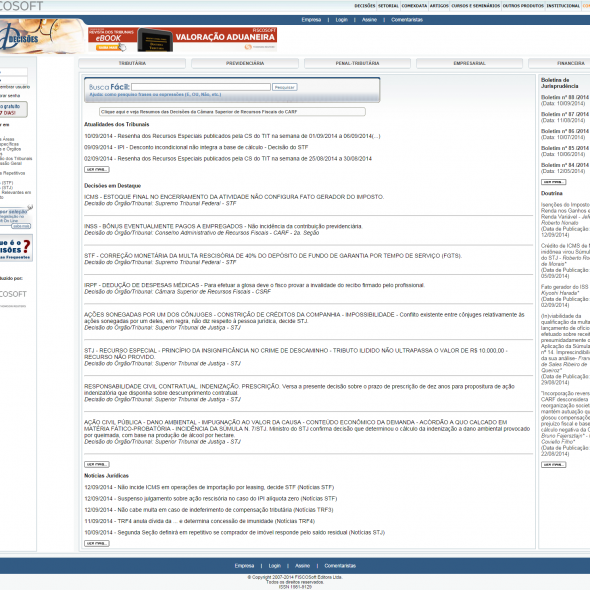 COSOFT
DECISÕES | SETORIAL | COMEXDATA | ARTIGOS | CURSOS E SEMINÁRIOS | OUTROS PRODUTOS | INSTITUCIONAL
Empresa | Login | Assine | Comentaristas
DECISÕES
REVISTA DOS TRIBUNAIS
eBOOK
FISCOSOFT
VALORAÇÃO ADUANEIRA
TRIBUTÁRIA
PREVIDENCIÁRIA
PENAL-TRIBUTÁRIA
EMPRESARIAL
FINANCEIRA
Busca Fácil:
Pesquisar
Ajuda: como pesquisar frases ou expressões (E, OU, Não, etc.)
Clique aqui e veja Resumos das Decisões da Câmara Superior de Recursos Fiscais do CARF
Atualidades dos Tribunais
10/09/2014 - Resenha dos Recursos Especiais publicados pela CS do TIT na semana de 01/09/2014 a 06/09/2014(...)
09/09/2014 - IPI - Desconto incondicional não integra a base de cálculo - Decisão do STF
02/09/2014 - Resenha dos Recursos Especiais publicados pela CS do TIT na semana de 25/08/2014 a 30/08/2014
ver mais...
Decisões em Destaque
ICMS - ESTOQUE FINAL NO ENCERRAMENTO DA ATIVIDADE NÃO CONFIGURA FATO GERADOR DO IMPOSTO.
Decisão do Órgão/Tribunal: Supremo Tribunal Federal - STF
INSS - BÔNUS EVENTUALMENTE PAGOS A EMPREGADOS - Não incidência da contribuição previdenciária.
Decisão do Órgão/Tribunal: Conselho Administrativo de Recursos Fiscais - CARF - 2a. Seção
STF - CORREÇÃO MONETÁRIA DA MULTA RESCISÓRIA DE 40% DO DEPÓSITO DE FUNDO DE GARANTIA POR TEMPO DE SERVIÇO (FGTS).
Decisão do Órgão/Tribunal: Supremo Tribunal Federal - STF
IRPF - DEDUÇÃO DE DESPESAS MÉDICAS - Para efetuar a glosa deve o fisco provar a invalidade do recibo firmado pelo profissional.
Decisão do Órgão/Tribunal: Câmara Superior de Recursos Fiscais - CSRF
AÇÕES SONEGADAS POR UM DOS CÔNJUGES - CONSTRIÇÃO DE CRÉDITOS DA COMPANHIA - IMPOSSIBILIDADE - Conflito existente entre cônjuges relativamente às
ações sonegadas por um deles, em regra, não diz respeito à pessoa jurídica, decide STJ.
Decisão do Órgão/Tribunal: Superior Tribunal de Justiça - STJ
STJ - RECURSO ESPECIAL - PRINCÍPIO DA INSIGNIFICÂNCIA NO CRIME DE DESCAMINHO - TRIBUTO ILIDIDO NÃO ULTRAPASSA O VALOR DE R$ 10.000,00 -
RECURSO NÃO PROVIDO.
Decisão do Órgão/Tribunal: Superior Tribunal de Justiça - STJ
RESPONSABILIDADE CIVIL CONTRATUAL. INDENIZAÇÃO. PRESCRIÇÃO. Versa a presente decisão sobre o prazo de prescrição de dez anos para propositura de ação
indenizatória que disponha sobre descumprimento contratual.
Decisão do Órgão/Tribunal: Superior Tribunal de Justiça - STJ
AÇÃO CIVIL PÚBLICA - DANO AMBIENTAL - IMPUGNAÇÃO AO VALOR DA CAUSA - CONTEÚDO ECONÔMICO DA DEMANDA - ACÓRDÃO A QUO CALCADO EM
MATÉRIA FÁTICO-PROBATÓRIA - INCIDÊNCIA DA SÚMULA N. 7/STJ. Ministro do STJ confirma decisão que determinou o cálculo da indenização a dano ambiental provocado
por queimada, com base na produção de álcool por hectare.
Decisão do Órgão/Tribunal: Superior Tribunal de Justiça - STJ
ver mais...
Notícias Jurídicas
12/09/2014 - Não incide ICMS em operações de importação por leasing, decide STF (Notícias STF)
12/09/2014 - Suspenso julgamento sobre ação rescisória no caso do IPI alíquota zero (Notícias STF)
12/09/2014 - Não cabe multa em caso de indeferimento de compensação tributária (Notícias TRF3)
11/09/2014 - TRF4 anula dívida da ... e determina concessão de imunidade (Notícias TRF4)
10/09/2014 - Segunda Seção definirá em repetitivo se comprador de imóvel responde pelo saldo residual (Notícias STJ)
ver mais...
Boletins de
Jurisprudência
Boletim nº 88 (2014
(Data: 10/09/2014)
Boletim nº 87 (2014
(Data: 11/08/2014)
Boletim nº 86 (2014
(Data: 10/07/2014)
Boletim nº 85 (2014
(Data: 10/06/2014)
Boletim nº 84 (2014
(Data: 12/05/2014)
ver mais...
Doutrina
Isenções do Imposto
Renda nos Ganhos e
Renda Variável - Jef
Roberto Nonato
(Data de Publicação:
12/09/2014)
Crédito de ICMS de
inidônea virou Súmul
do STJ - Roberto Ro
de Morais*
(Data de Publicação:
05/09/2014)
Fato gerador do ISS
Kiyoshi Harada*
(Data de Publicação:
02/09/2014)
(In)viabilidade da
qualificação da multa
lançamento de ofício
efetuado sobre recei
presumidamente o
Aplicação da Súmula
nº 14. Imprescindibil
da sua análise- Fran
de Sales Ribeiro de
Queiroz*
(Data de Publicação:
29/08/2014)
"Incorporação revers
CARF desconsidera
reorganização societ
mantém autuação qu
glosou compensaçõe
prejuízo fiscal e base
cálculo negativa da C
Bruno Fajersztajn* -
Coviello Filho*
(Data de Publicação:
22/08/2014)
ver mais...
Empresa | Login | Assine | Comentaristas
© Copyright 2007-2014 FISCOSoft Editora Ltda.
Todos os direitos reservados.
ISSN 1981-8129